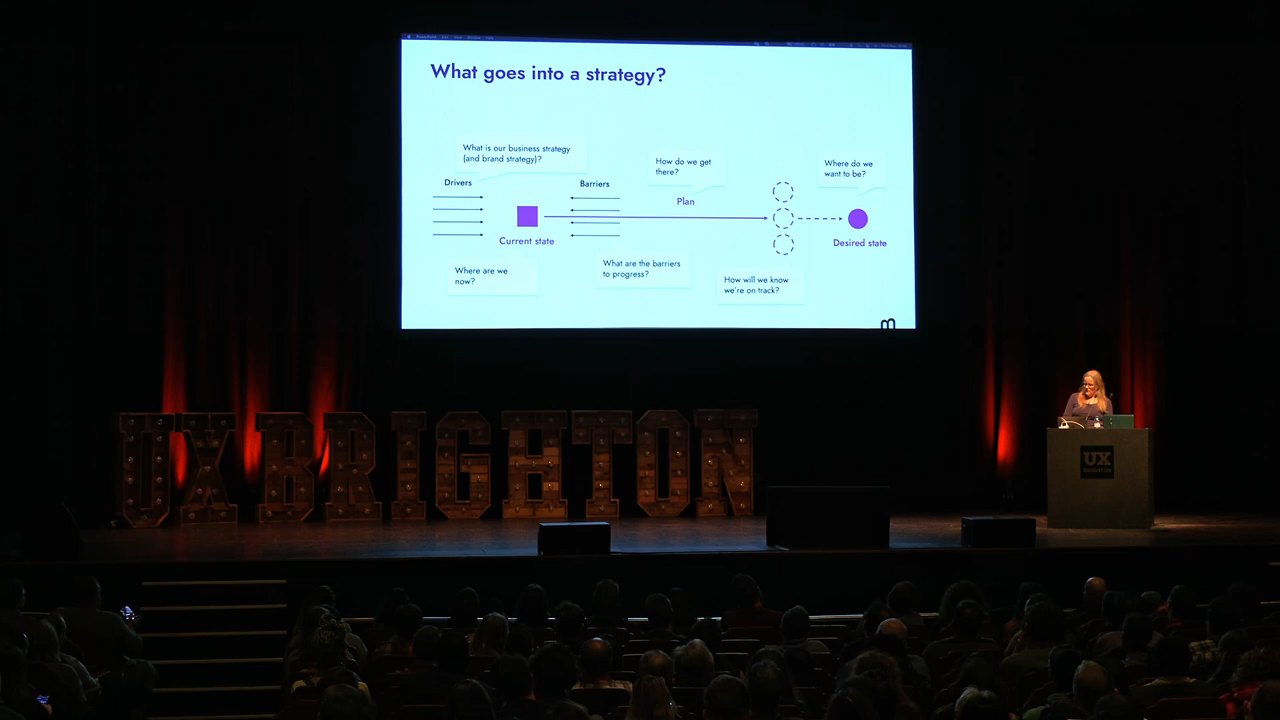 What goes into a strategy?
What is our business strategy
(and brand strategy)?
How do we get
there?
Where do we
want to be?
Drivers
Barriers
Plan
Current state
Desired state
Where are we
now?
What are the barriers
to progress?
How will we know
we're on track?
m
UXBRIGHTON
UX
BRIGHTON